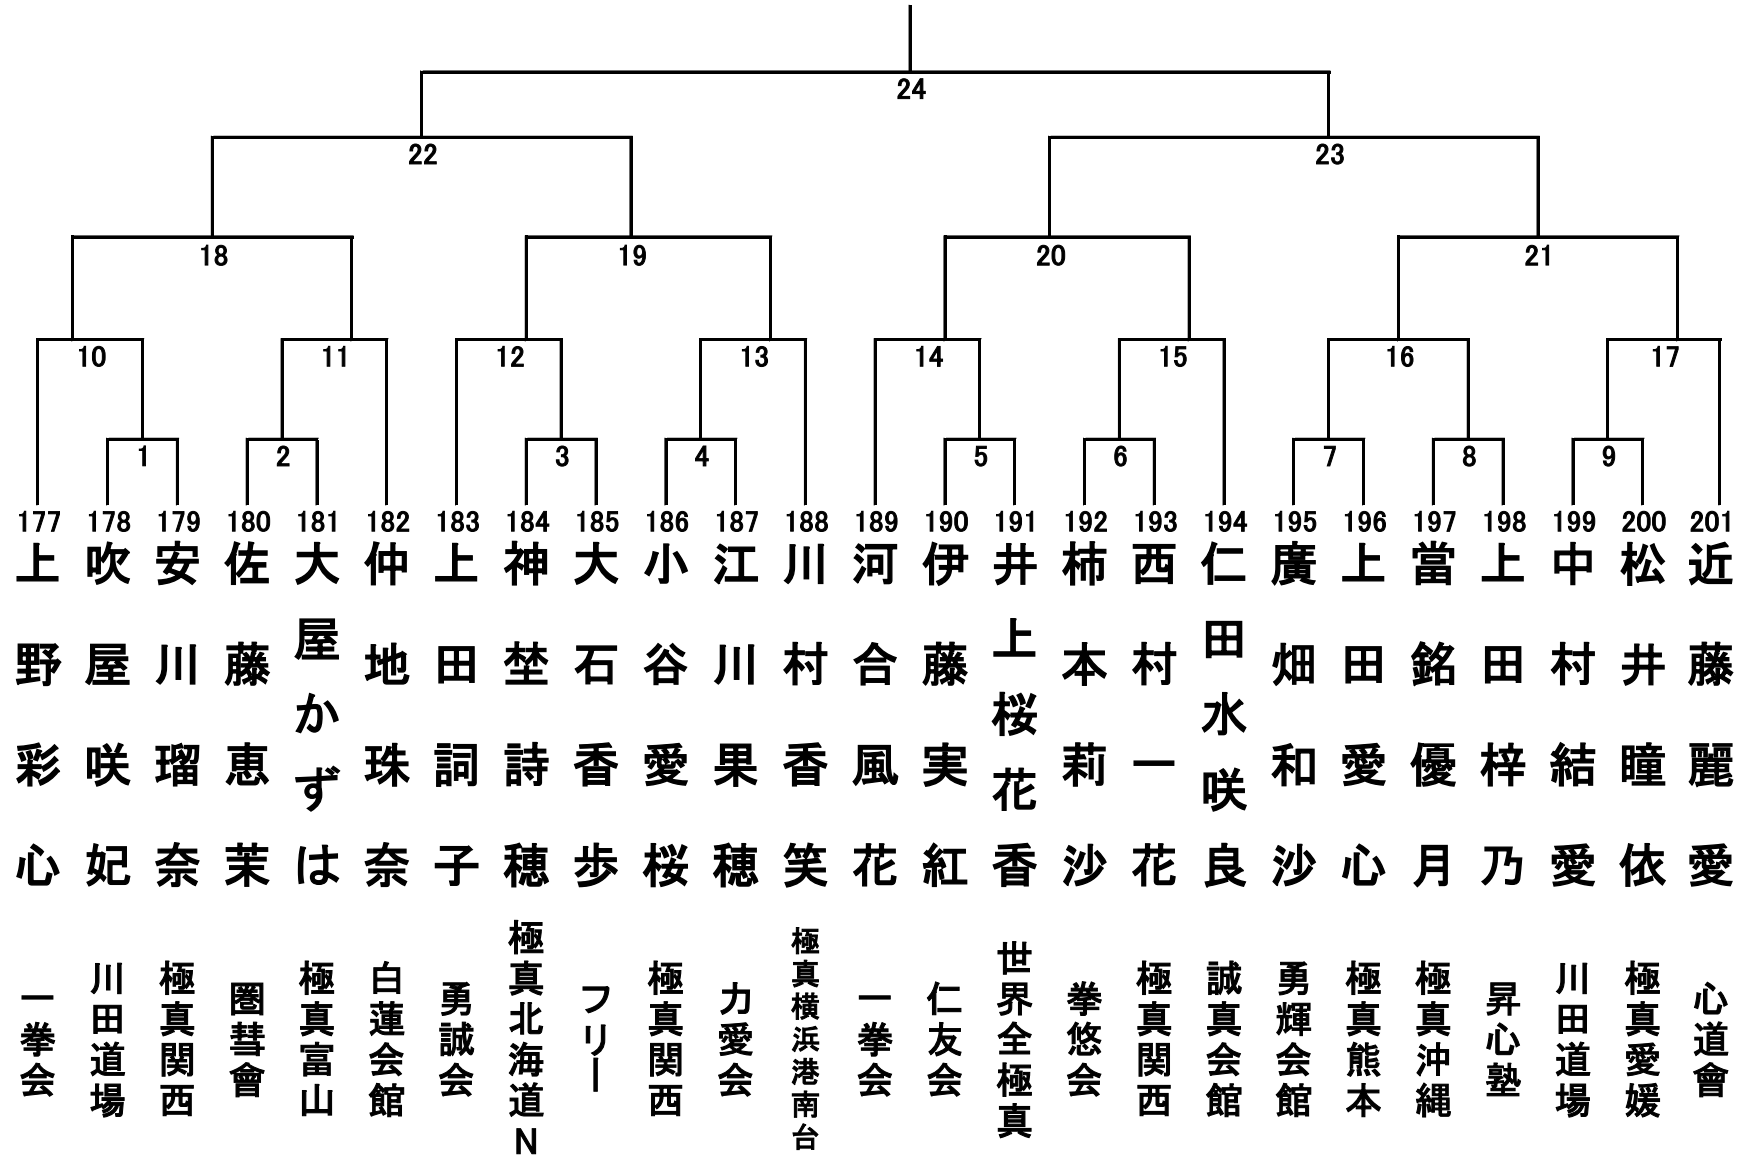 24
22
23
18
19
20
21
10
11
12
13
14
15
16
17
1
2
3
4
5
6
7
8
9
177
上野彩心
一拳会
178
吹屋咲妃
川田道場
179
安川瑠奈
極真関西
180
佐藤恵茉
圏彗會
181
大屋かずは
極真富山
182
仲地珠奈
白蓮会館
183
上田詞子
勇誠会
184
神埜詩穂
極真北海道N
185
大石香歩
フリー
186
小谷愛桜
極真関西
187
江川果穂
力愛会
188
川村香笑
極真横浜港南台
189
河合風花
一拳会
190
伊藤実紅
仁友会
191
井上桜花香
世界全極真
192
柿本莉沙
拳悠会
193
西村一花
極真関西
194
仁田水咲良
誠真会館
195
廣畑和沙
勇輝会館
196
上田愛心
極真熊本
197
當銘優月
極真沖縄
198
上田梓乃
昇心塾
199
中村結愛
川田道場
200
松井瞳依
極真愛媛
201
近藤麗愛
心道會